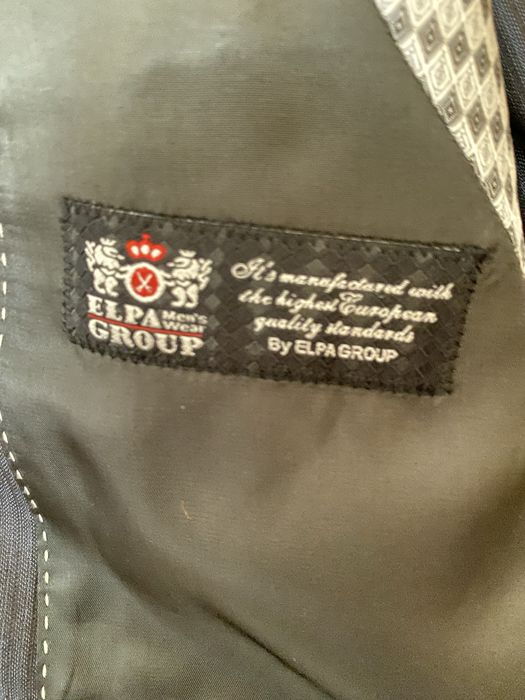 ELPA Men's Wear
GROUP
It's manufactured with
the highest European
quality standards
By ELPA GROUP